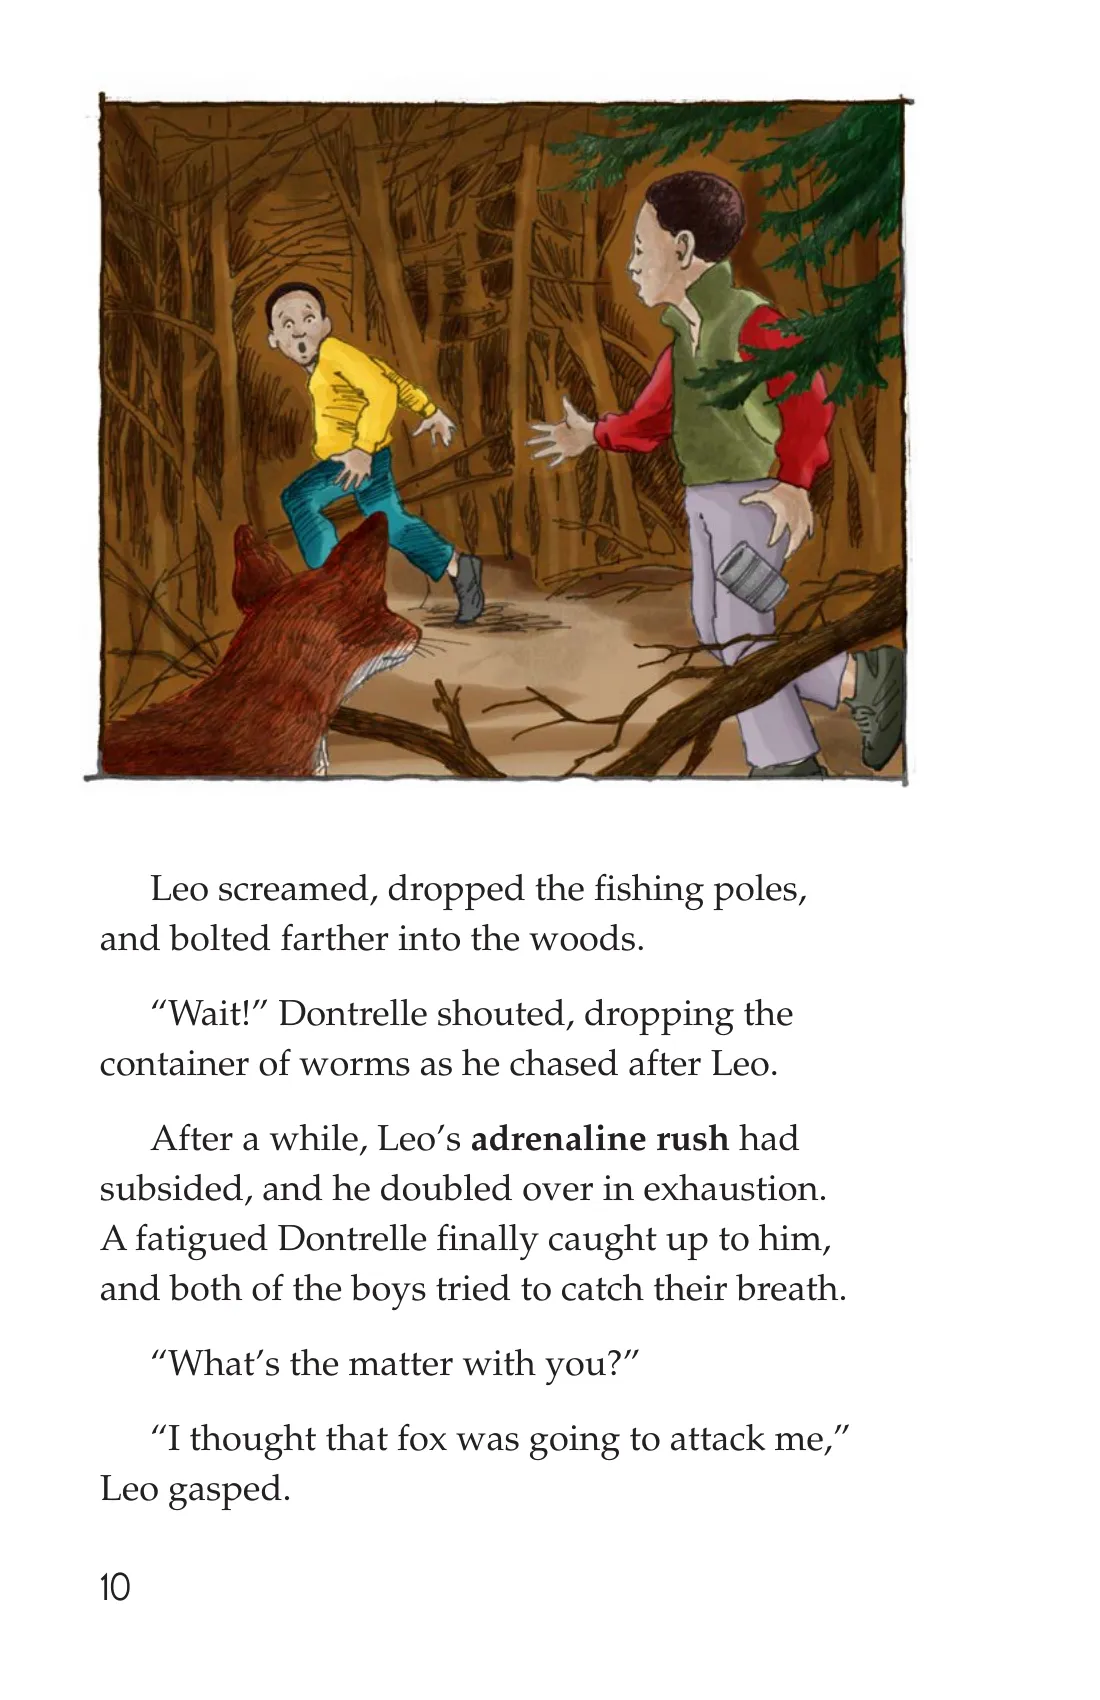 Leo screamed, dropped the fishing poles,
and bolted farther into the woods.
“Wait!” Dontrelle shouted, dropping the
container of worms as he chased after Leo.
After a while, Leo’s adrenaline rush had
subsided, and he doubled over in exhaustion.
A fatigued Dontrelle finally caught up to him,
and both of the boys tried to catch their breath.
“What’s the matter with you?”
“I thought that fox was going to attack me,”
Leo gasped.
10